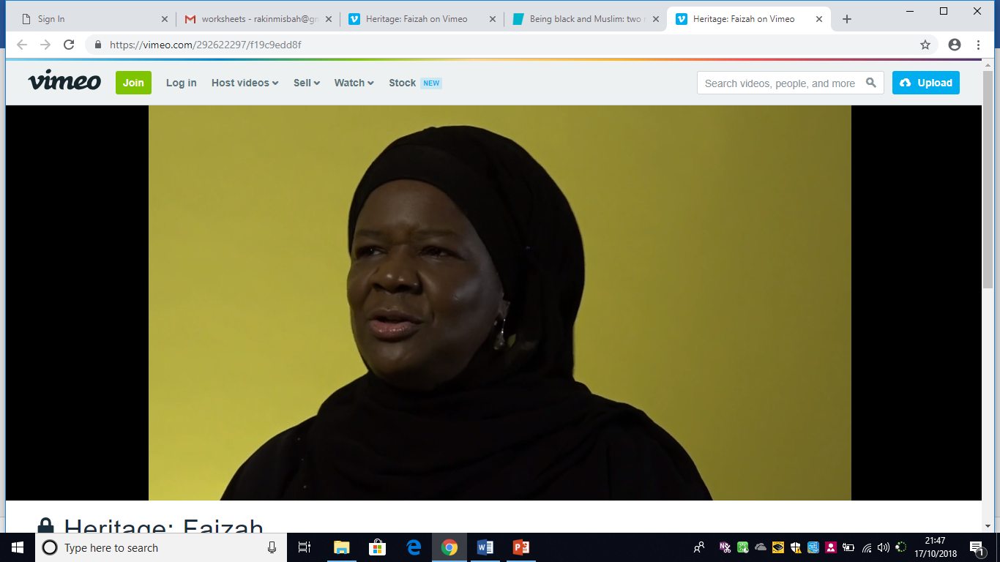 Sign In
worksheets - rakinmisbah@gm
Heritage: Faizah on Vimeo
Being black and Muslim: two
Heritage: Faizah on Vimeo
https://vimeo.com/292622297/f19c9edd8f
vimeo
Join
Log in
Host videos
Sell
Watch
Stock NEW
Search videos, people, and more
Upload
Heritage: Faizah
Type here to search
21:47
17/10/2018
1